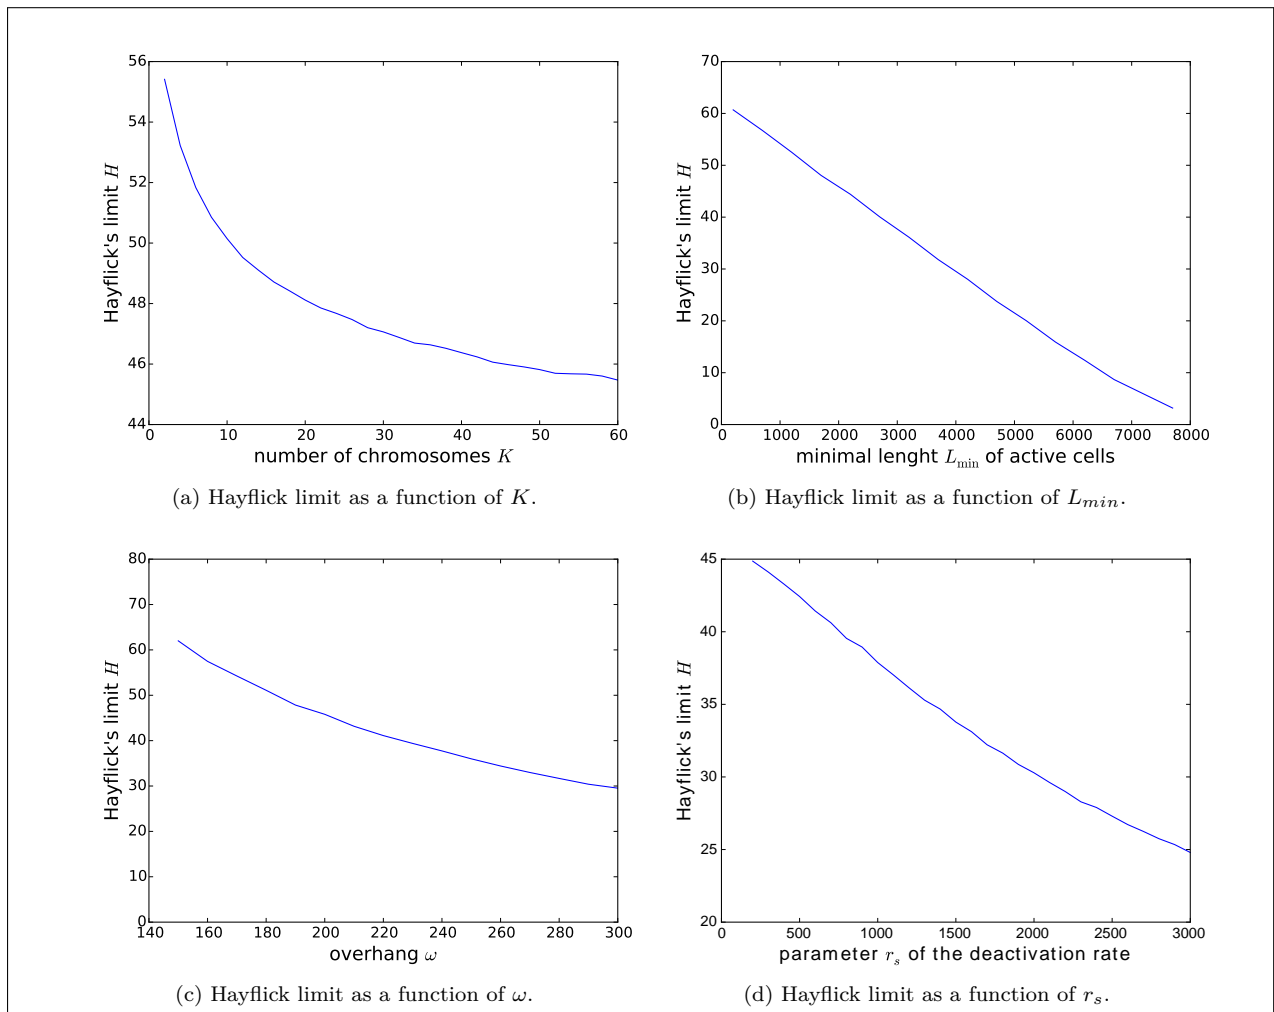 56
54
52
50
48
46
44
Hayflick's limit H
0 10 20 30 40 50 60
number of chromosomes K
(a) Hayflick limit as a function of K.
70
60
50
40
30
20
10
0
Hayflick's limit H
0 1000 2000 3000 4000 5000 6000 7000 8000
minimal lenght L_min of active cells
(b) Hayflick limit as a function of L_min.
80
70
60
50
40
30
20
10
0
Hayflick's limit H
140 160 180 200 220 240 260 280 300
overhang ω
(c) Hayflick limit as a function of ω.
45
40
35
30
25
20
Hayflick's limit H
0 500 1000 1500 2000 2500 3000
parameter r_s of the deactivation rate
(d) Hayflick limit as a function of r_s.